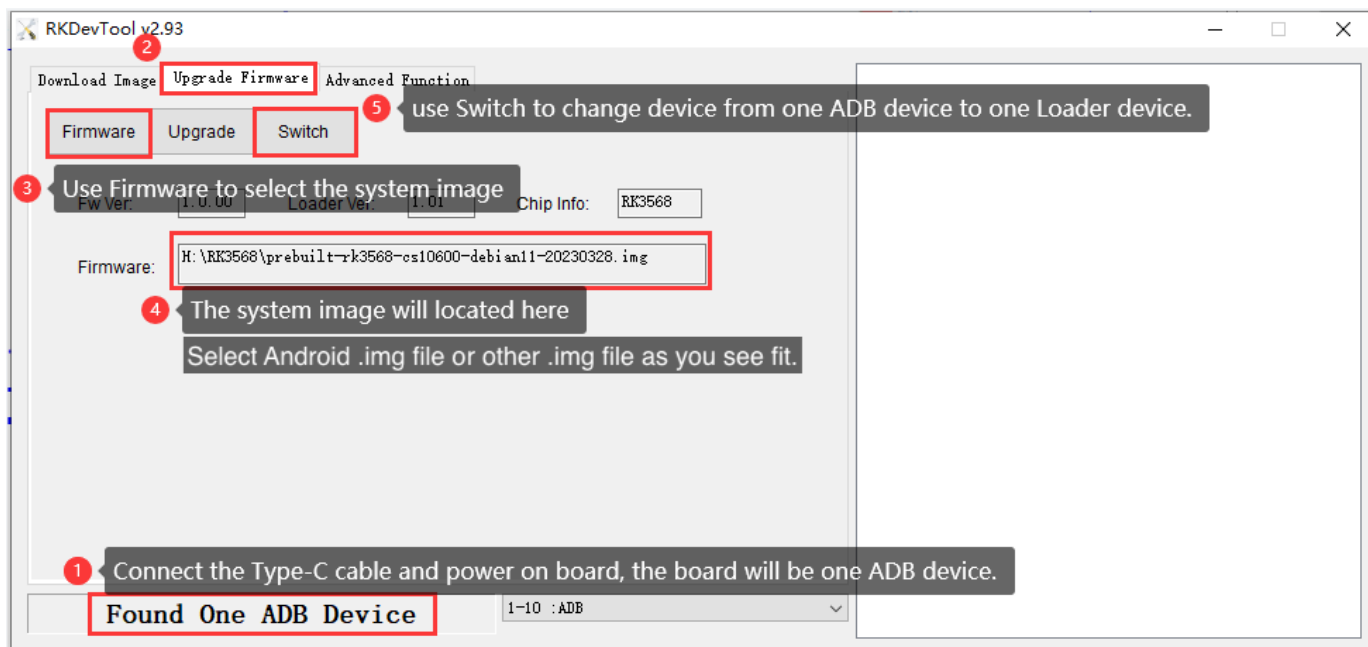 RKDevTool v2.93
2
Download Image Upgrade Firmware Advanced Function
5 use Switch to change device from one ADB device to one Loader device.
Firmware Upgrade Switch
3 Use Firmware to select the system image
Fw Ver: 1.0.00 Loader Ver: 1.01 Chip Info: RK3568
Firmware: H:\RK3568\prebuilt-rk3568-cs10600-debian11-20230328.img
4 The system image will located here
Select Android .img file or other .img file as you see fit.
1 Connect the Type-C cable and power on board, the board will be one ADB device.
Found One ADB Device 1-10 :ADB